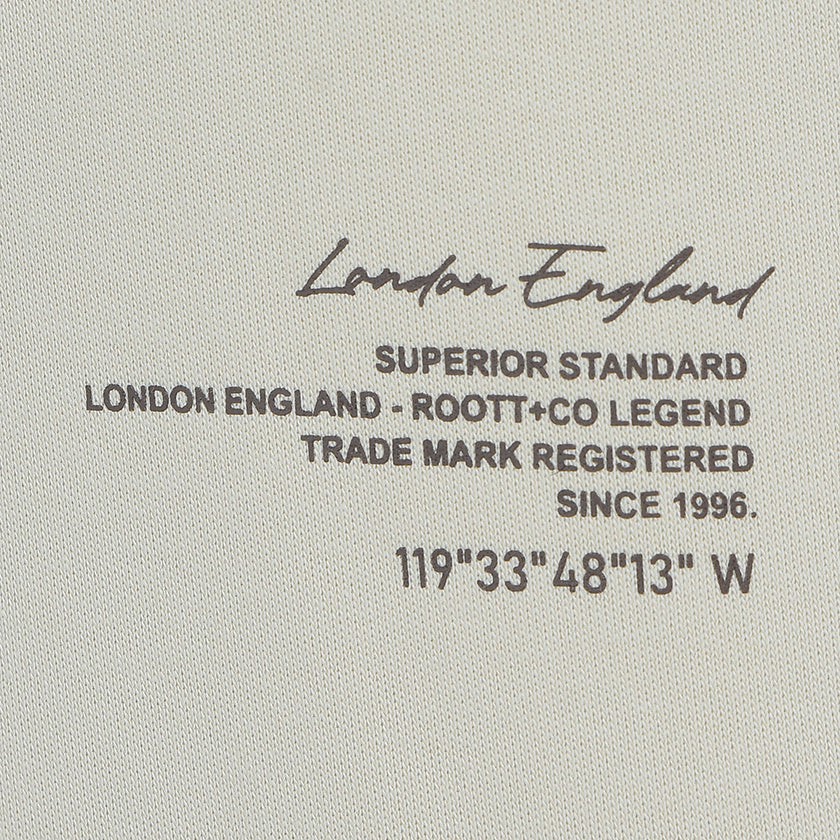 London England
SUPERIOR STANDARD
LONDON ENGLAND - ROOTT+CO LEGEND
TRADE MARK REGISTERED
SINCE 1996.
119"33"48"13" W